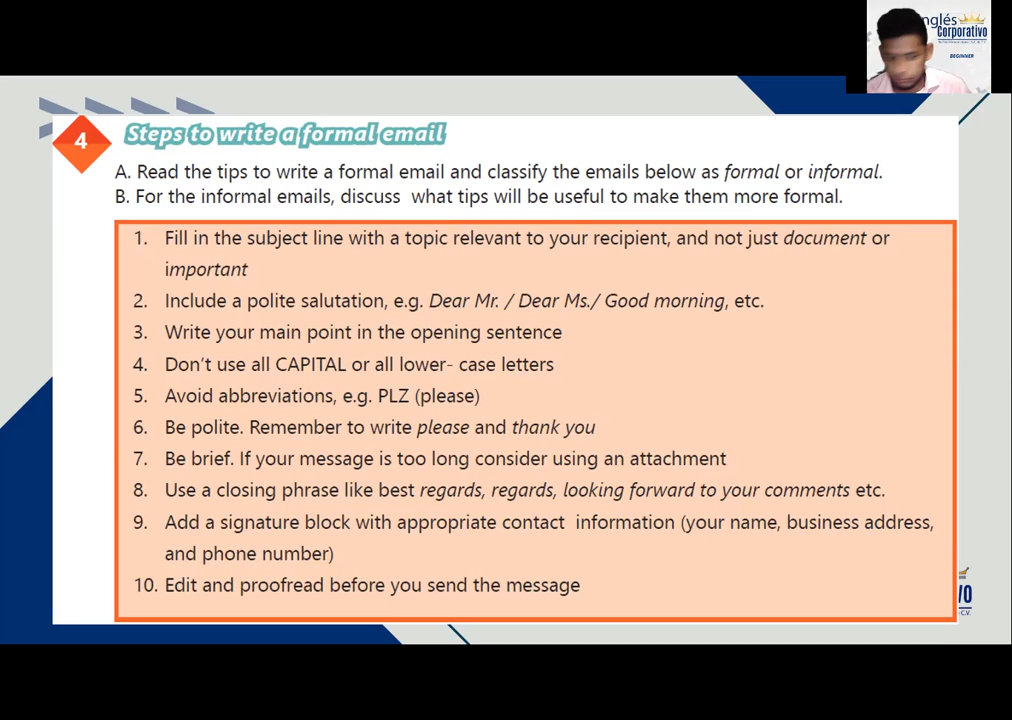 Inglés
Corporativo
BEGINNER
4
Steps to write a formal email
A. Read the tips to write a formal email and classify the emails below as formal or informal.
B. For the informal emails, discuss what tips will be useful to make them more formal.
1. Fill in the subject line with a topic relevant to your recipient, and not just document or
important
2. Include a polite salutation, e.g. Dear Mr. / Dear Ms./ Good morning, etc.
3. Write your main point in the opening sentence
4. Don't use all CAPITAL or all lower- case letters
5. Avoid abbreviations, e.g. PLZ (please)
6. Be polite. Remember to write please and thank you
7. Be brief. If your message is too long consider using an attachment
8. Use a closing phrase like best regards, regards, looking forward to your comments etc.
9. Add a signature block with appropriate contact information (your name, business address,
and phone number)
10. Edit and proofread before you send the message
VO
C.V.